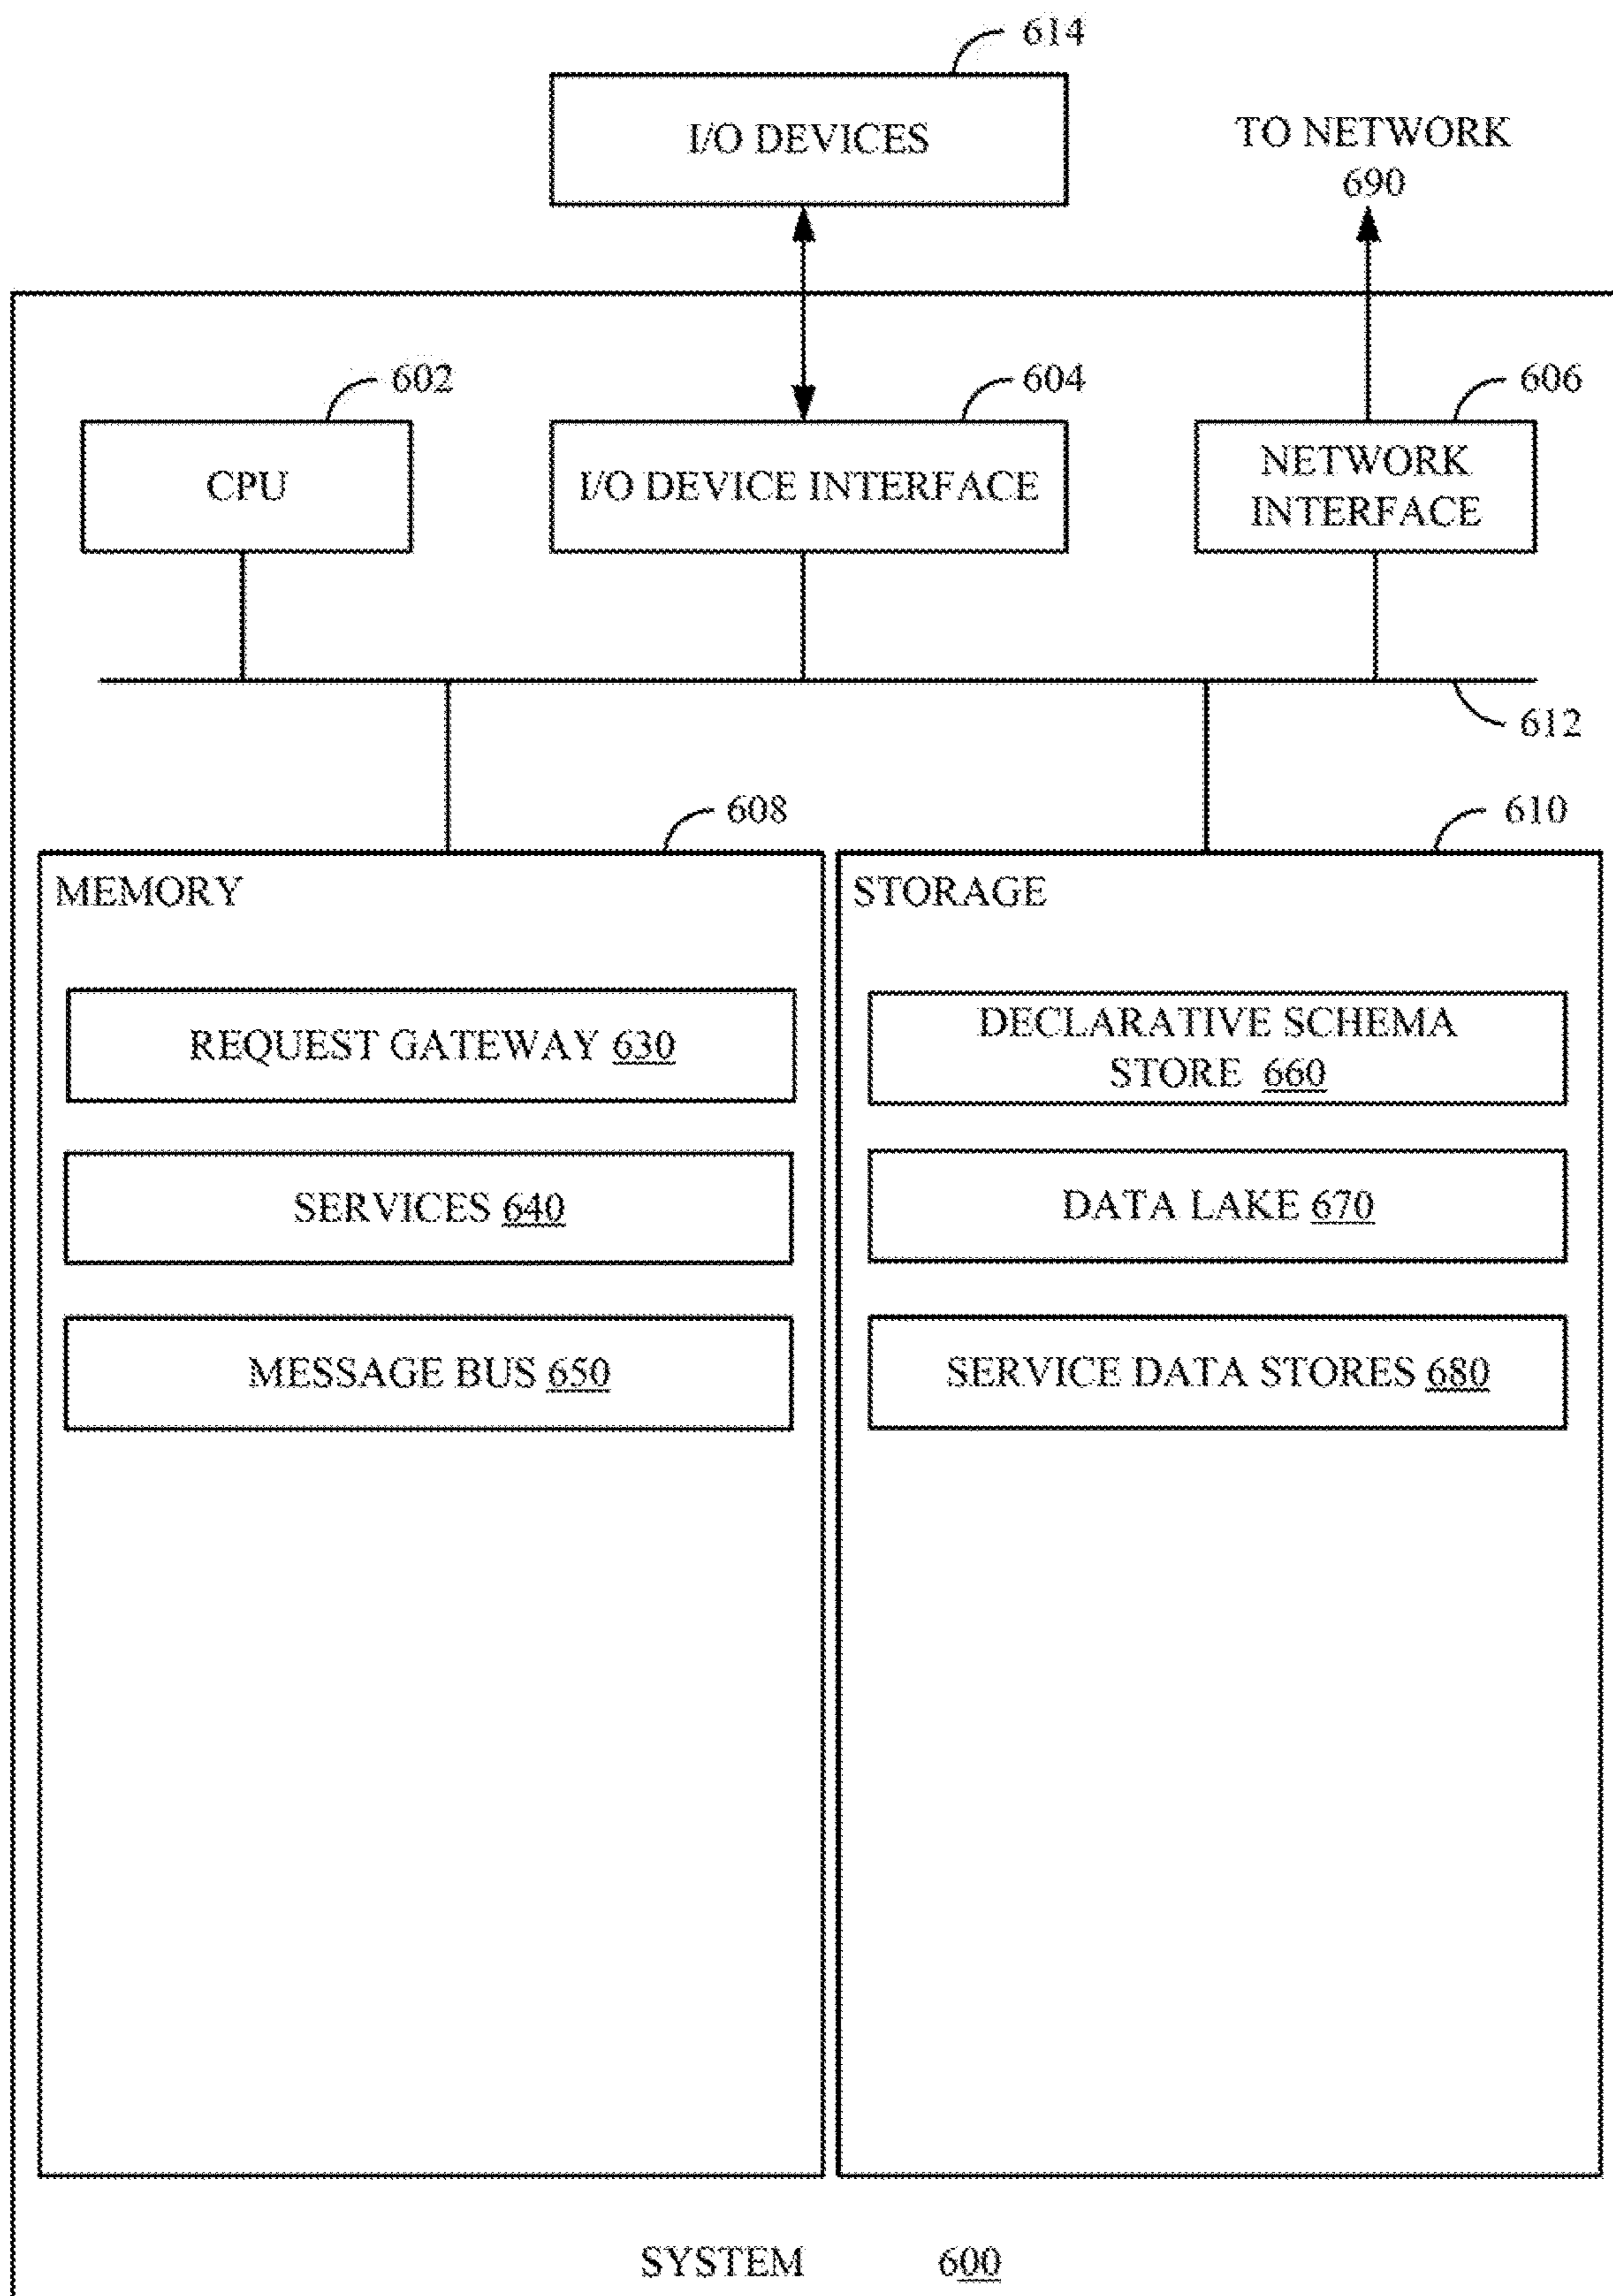 614
I/O DEVICES
TO NETWORK
690
602
604
606
CPU
I/O DEVICE INTERFACE
NETWORK
INTERFACE
612
608
610
MEMORY
STORAGE
REQUEST GATEWAY 630
DECLARATIVE SCHEMA
STORE 660
SERVICES 640
DATA LAKE 670
MESSAGE BUS 650
SERVICE DATA STORES 680
SYSTEM 600